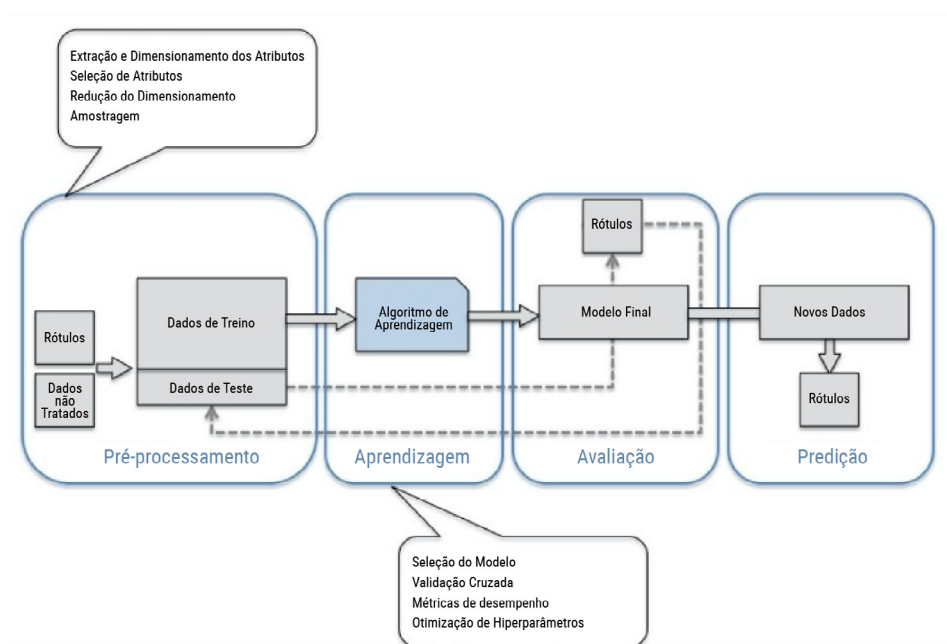 Extração e Dimensionamento dos Atributos
Seleção de Atributos
Redução do Dimensionamento
Amostragem
Rótulos
Dados
não
Tratados
Dados de Treino
Dados de Teste
Pré-processamento
Algoritmo de
Aprendizagem
Aprendizagem
Rótulos
Modelo Final
Avaliação
Novos Dados
Rótulos
Predição
Seleção do Modelo
Validação Cruzada
Métricas de desempenho
Otimização de Hiperparâmetros